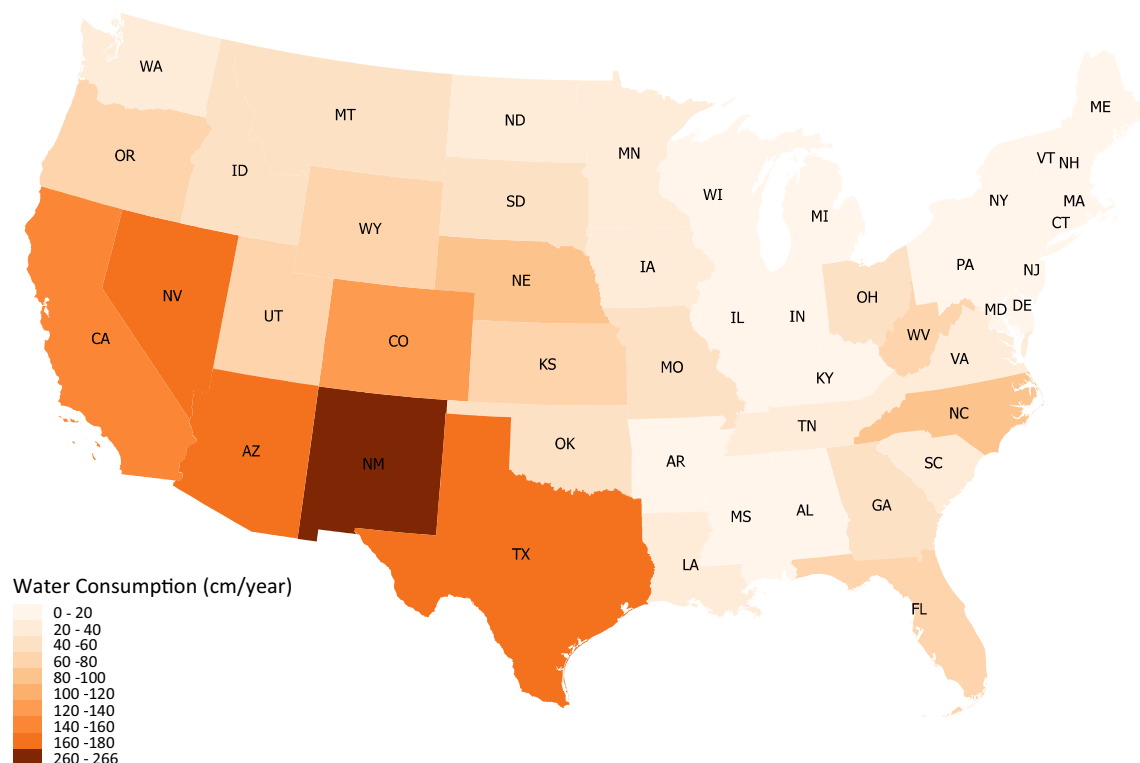 WA
MT
ND
MN
ME
OR
ID
SD
WI
MI
VT
NH
NY
MA
CT
WY
IA
PA
NJ
NV
UT
NE
IL
IN
OH
MD
DE
CA
CO
KS
MO
KY
WV
VA
AZ
NM
OK
AR
TN
NC
SC
TX
LA
MS
AL
GA
FL
Water Consumption (cm/year)
0 - 20
20 - 40
40 -60
60 -80
80 -100
100 -120
120 -140
140 -160
160 -180
260 - 266